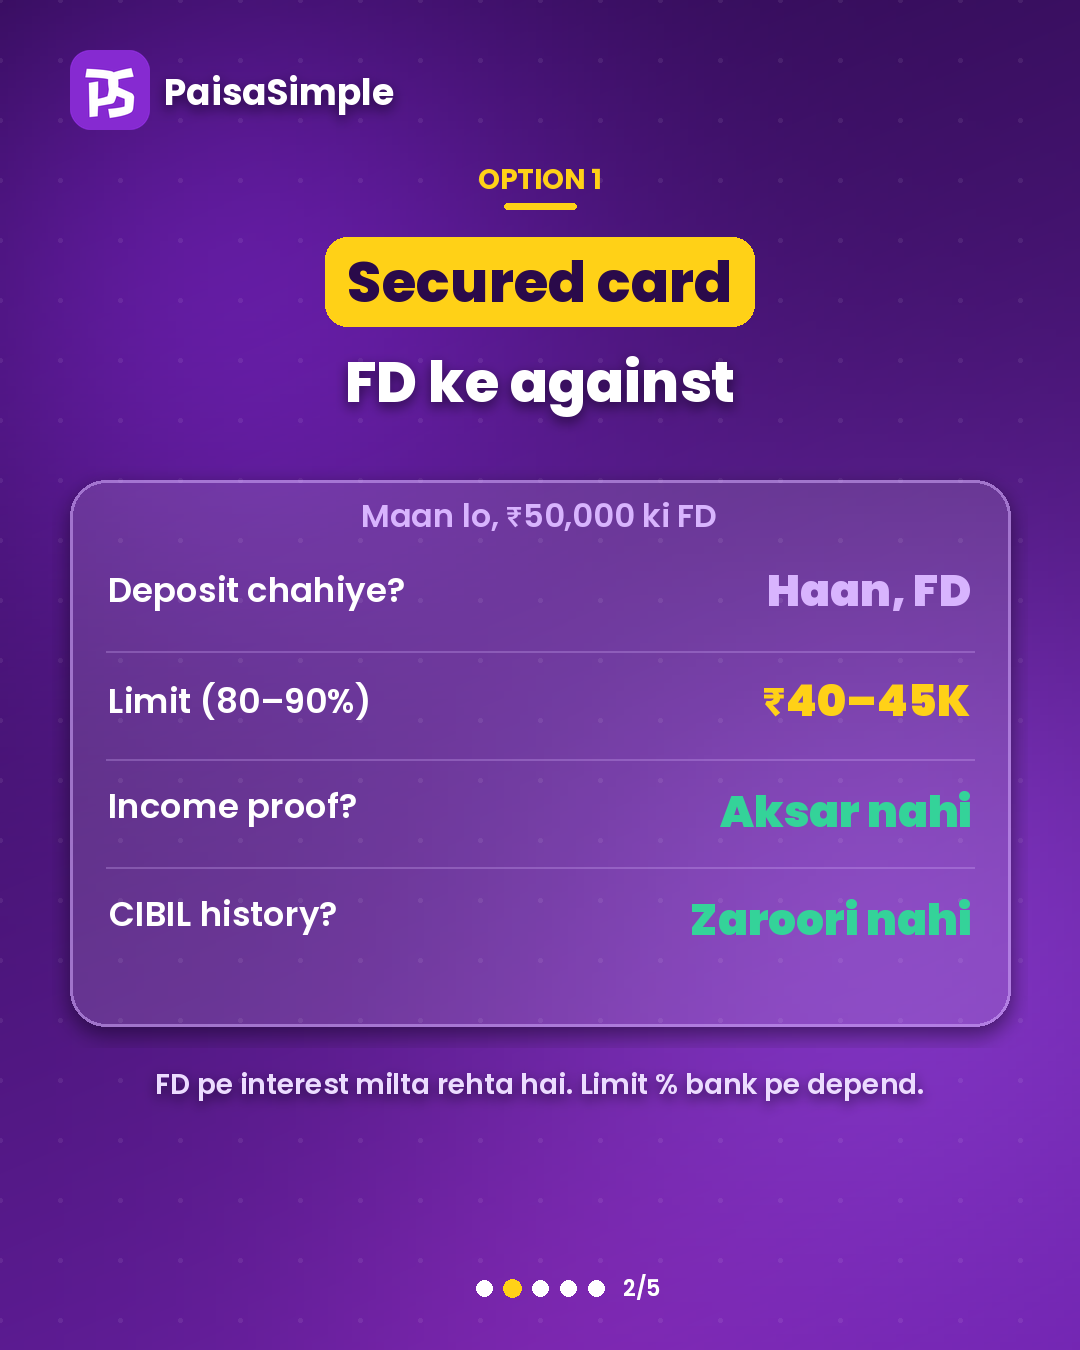 PaisaSimple
OPTION 1
Secured card
FD ke against
Maan lo, ₹50,000 ki FD
Deposit chahiye? Haan, FD
Limit (80–90%) ₹40–45K
Income proof? Aksar nahi
CIBIL history? Zaroori nahi
FD pe interest milta rehta hai. Limit % bank pe depend.
2/5